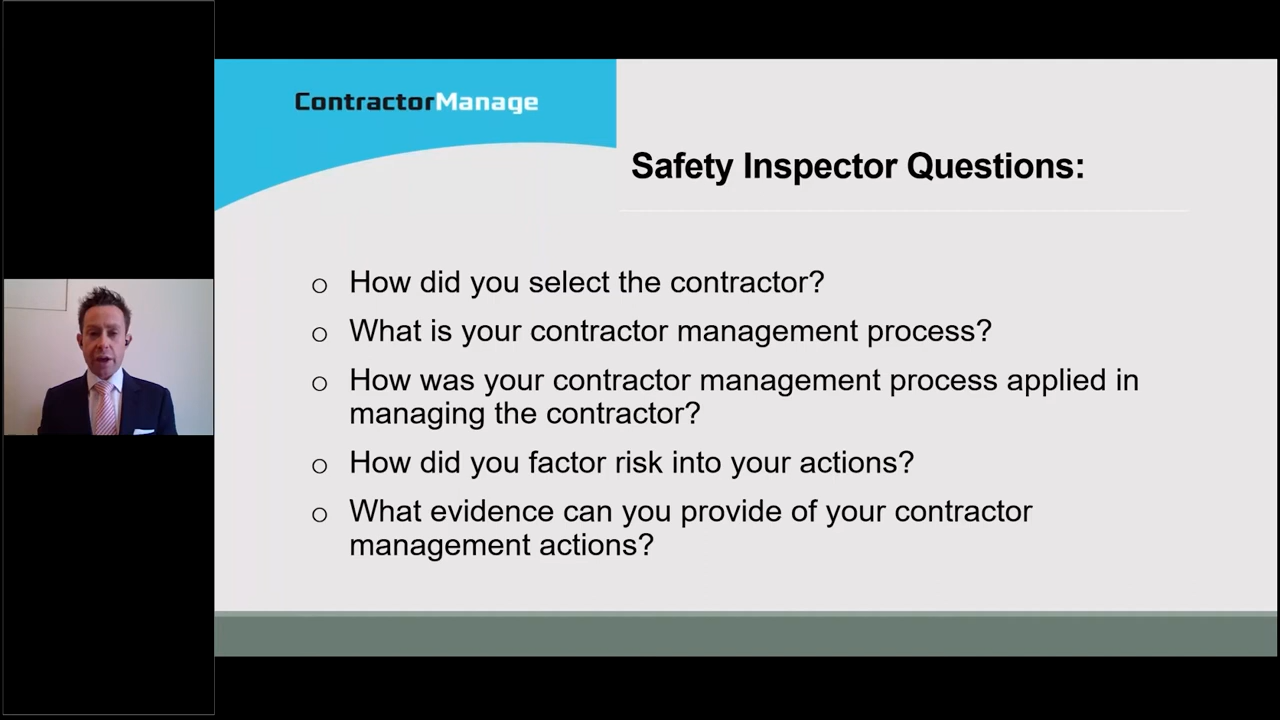 ContractorManage
Safety Inspector Questions:
o How did you select the contractor?
o What is your contractor management process?
o How was your contractor management process applied in
managing the contractor?
o How did you factor risk into your actions?
o What evidence can you provide of your contractor
management actions?